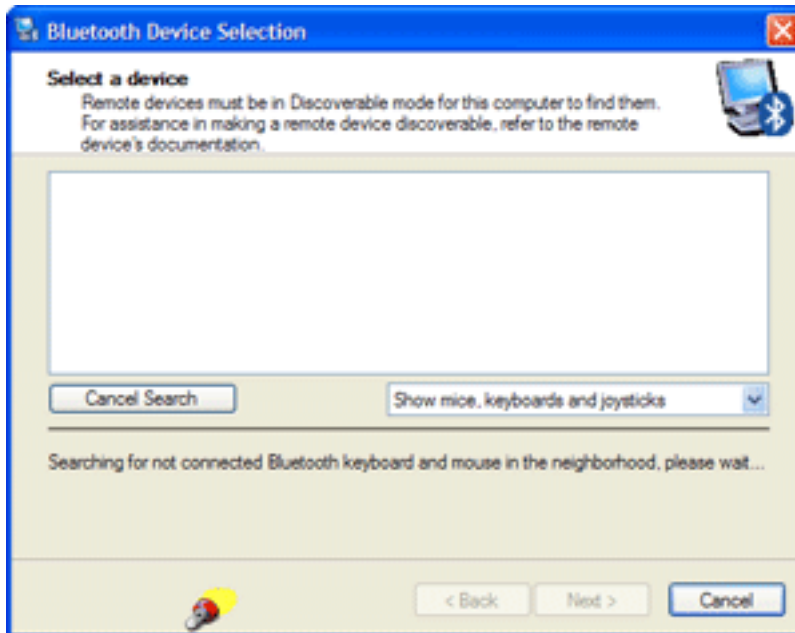 Bluetooth Device Selection
Select a device
Remote devices must be in Discoverable mode for this computer to find them.
For assistance in making a remote device discoverable, refer to the remote
device's documentation.
Cancel Search
Show mice, keyboards and joysticks
Searching for not connected Bluetooth keyboard and mouse in the neighborhood, please wait...
< Back
Next >
Cancel